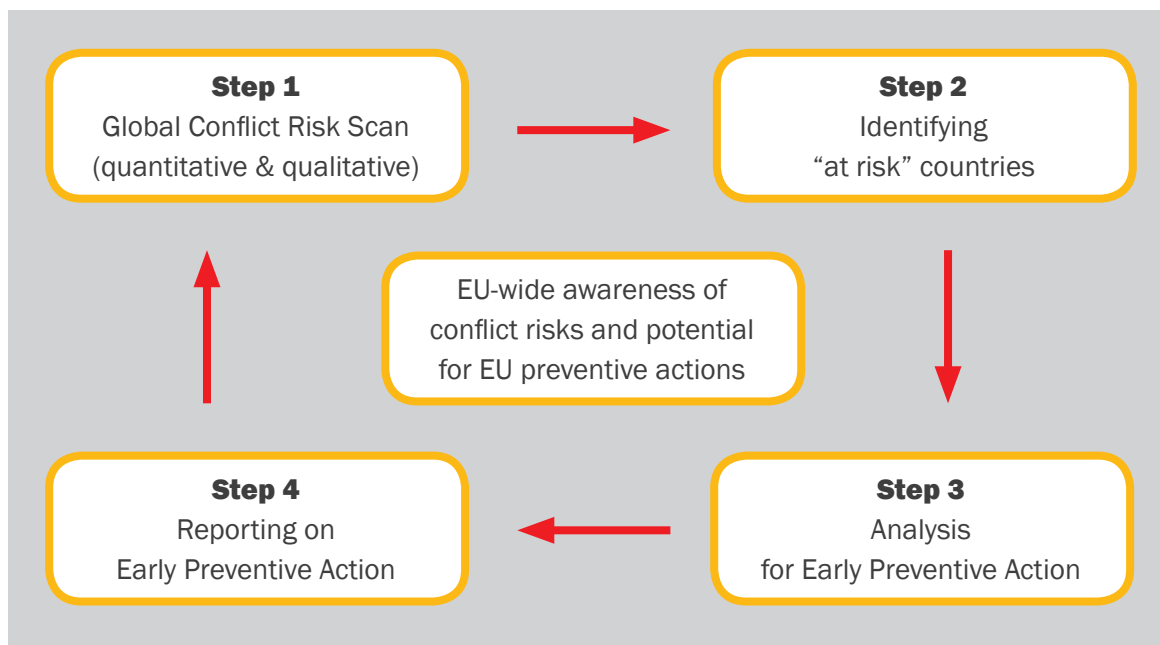 Step 1
Global Conflict Risk Scan
(quantitative & qualitative)
Step 2
Identifying
“at risk” countries
EU-wide awareness of
conflict risks and potential
for EU preventive actions
Step 4
Reporting on
Early Preventive Action
Step 3
Analysis
for Early Preventive Action